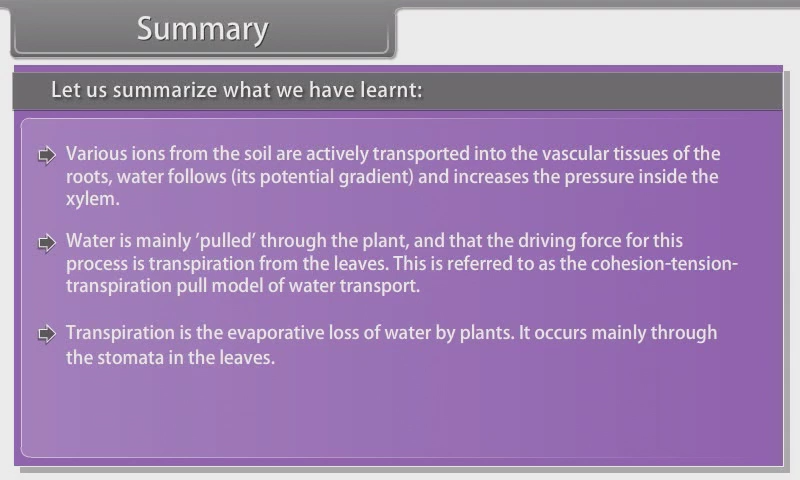 Summary
Let us summarize what we have learnt:
Various ions from the soil are actively transported into the vascular tissues of the
roots, water follows (its potential gradient) and increases the pressure inside the
xylem.
Water is mainly ‘pulled’ through the plant, and that the driving force for this
process is transpiration from the leaves. This is referred to as the cohesion-tension-
transpiration pull model of water transport.
Transpiration is the evaporative loss of water by plants. It occurs mainly through
the stomata in the leaves.